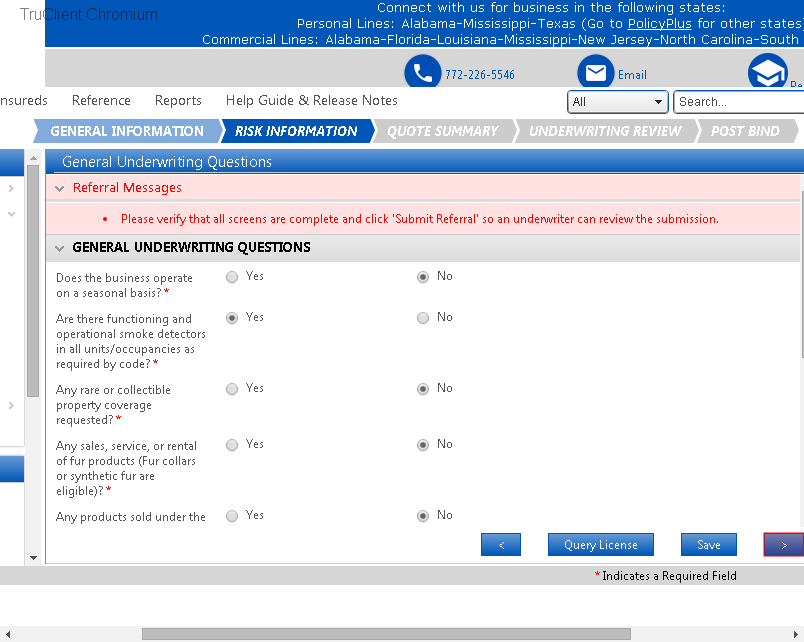 TruClient Chromium
Connect with us for business in the following states:
Personal Lines: Alabama-Mississippi-Texas (Go to PolicyPlus for other states)
Commercial Lines: Alabama-Florida-Louisiana-Mississippi-New Jersey-North Carolina-South
772-226-5546
Email
nsureds Reference Reports Help Guide & Release Notes
All Search...
GENERAL INFORMATION RISK INFORMATION QUOTE SUMMARY UNDERWRITING REVIEW POST BIND
General Underwriting Questions
Referral Messages
• Please verify that all screens are complete and click 'Submit Referral' so an underwriter can review the submission.
GENERAL UNDERWRITING QUESTIONS
Does the business operate Yes No
on a seasonal basis? *
Are there functioning and Yes No
operational smoke detectors
in all units/occupancies as
required by code? *
Any rare or collectible Yes No
property coverage
requested? *
Any sales, service, or rental Yes No
of fur products (Fur collars
or synthetic fur are
eligible)? *
Any products sold under the Yes No
< Query License Save >
* Indicates a Required Field